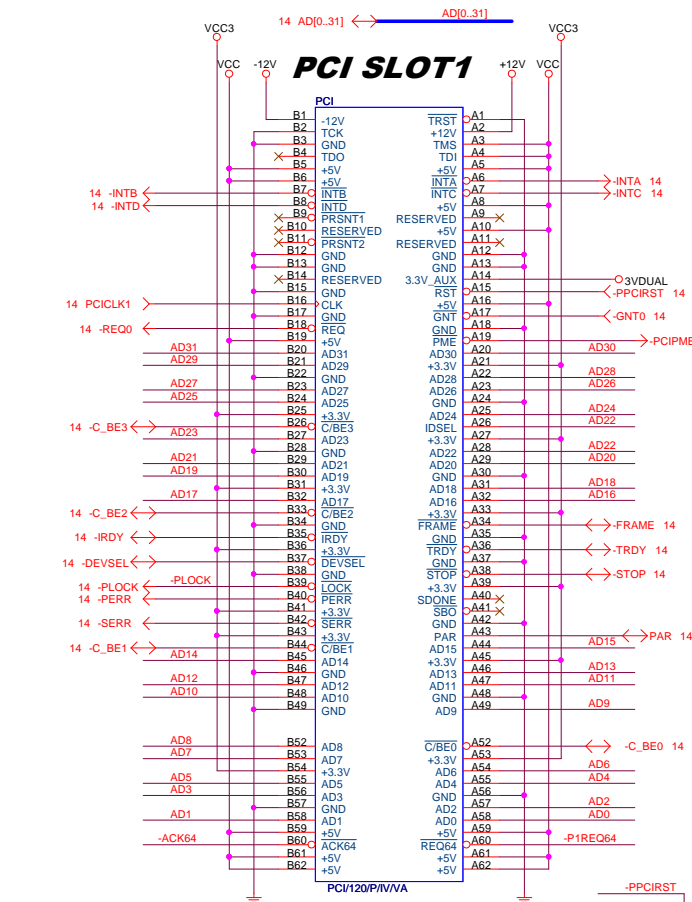 14 AD[0..31] AD[0..31]
VCC3 VCC3
VCC -12V +12V VCC
PCI SLOT1
PCI
B1 -12V TRST A1
B2 TCK +12V A2
B3 GND TMS A3
B4 TDO TDI A4
B5 +5V +5V A5
B6 +5V INTA A6 -INTA 14
14 -INTB B7 INTB INTC A7 -INTC 14
14 -INTD B8 INTD +5V A8
B9 PRSNT1 RESERVED A9
B10 RESERVED +5V A10
B11 PRSNT2 RESERVED A11
B12 GND GND A12
B13 GND GND A13
B14 RESERVED 3.3V_AUX A14 3VDUAL
B15 GND RST A15 -PPCIRST 14
14 PCICLK1 B16 CLK +5V A16
B17 GND GNT A17 -GNT0 14
14 -REQ0 B18 REQ GND A18
B19 +5V PME A19 -PCIPME
AD31 B20 AD31 AD30 A20 AD30
AD29 B21 AD29 +3.3V A21
B22 GND AD28 A22 AD28
AD27 B23 AD27 AD26 A23 AD26
AD25 B24 AD25 GND A24
B25 +3.3V AD24 A25 AD24
14 -C_BE3 B26 C/BE3 IDSEL A26 AD22
AD23 B27 AD23 +3.3V A27
B28 GND AD22 A28 AD22
AD21 B29 AD21 AD20 A29 AD20
AD19 B30 AD19 GND A30
B31 +3.3V AD18 A31 AD18
AD17 B32 AD17 AD16 A32 AD16
14 -C_BE2 B33 C/BE2 +3.3V A33
B34 GND FRAME A34 -FRAME 14
14 -IRDY B35 IRDY GND A35
B36 +3.3V TRDY A36 -TRDY 14
14 -DEVSEL B37 DEVSEL GND A37
B38 GND STOP A38 -STOP 14
14 -PLOCK -PLOCK B39 LOCK +3.3V A39
14 -PERR B40 PERR SDONE A40
B41 +3.3V SBO A41
14 -SERR B42 SERR GND A42
B43 +3.3V PAR A43 PAR 14
14 -C_BE1 B44 C/BE1 AD15 A44 AD15
AD14 B45 AD14 +3.3V A45
B46 GND AD13 A46 AD13
AD12 B47 AD12 AD11 A47 AD11
AD10 B48 AD10 GND A48
B49 GND AD9 A49 AD9
AD8 B52 AD8 C/BE0 A52 -C_BE0 14
AD7 B53 AD7 +3.3V A53
B54 +3.3V AD6 A54 AD6
AD5 B55 AD5 AD4 A55 AD4
AD3 B56 AD3 GND A56
B57 GND AD2 A57 AD2
AD1 B58 AD1 AD0 A58 AD0
B59 +5V +5V A59
-ACK64 B60 ACK64 REQ64 A60 -P1REQ64
B61 +5V +5V A61
B62 +5V +5V A62
PCI/120/P/IV/VA
-PPCIRST